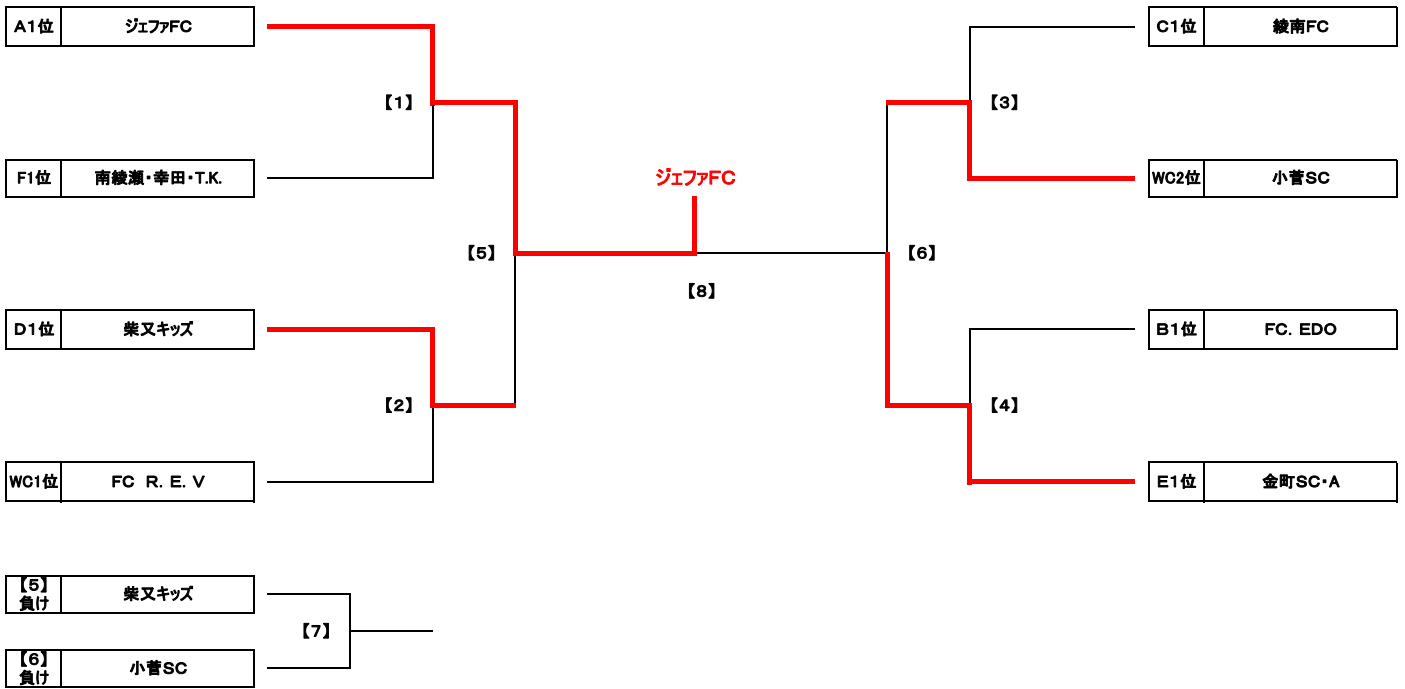 A1位 ジェファFC
C1位 綾南FC
【1】
【3】
F1位 南綾瀬・幸田・T.K.
ジェファFC
WC2位 小菅SC
【5】
【6】
【8】
D1位 柴又キッズ
B1位 FC. EDO
【2】
【4】
WC1位 FC R. E. V
E1位 金町SC・A
【5】
負け
柴又キッズ
【7】
【6】
負け
小菅SC